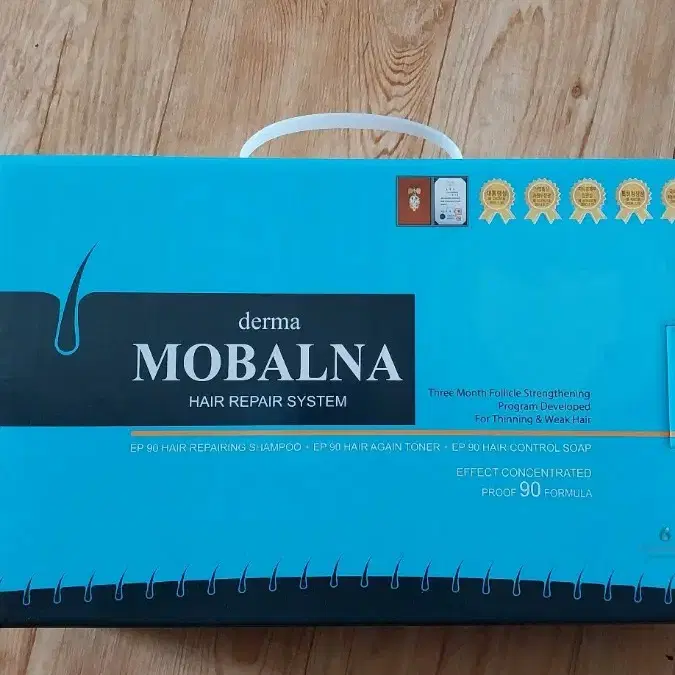 derma
MOBALNA
HAIR REPAIR SYSTEM
Three Month Follicle Strengthening
Program Developed
For Thinning & Weak Hair
EP 90 HAIR REPAIRING SHAMPOO + EP 90 HAIR AGAIN TONER + EP 90 HAIR CONTROL SOAP
EFFECT CONCENTRATED
PROOF 90 FORMULA